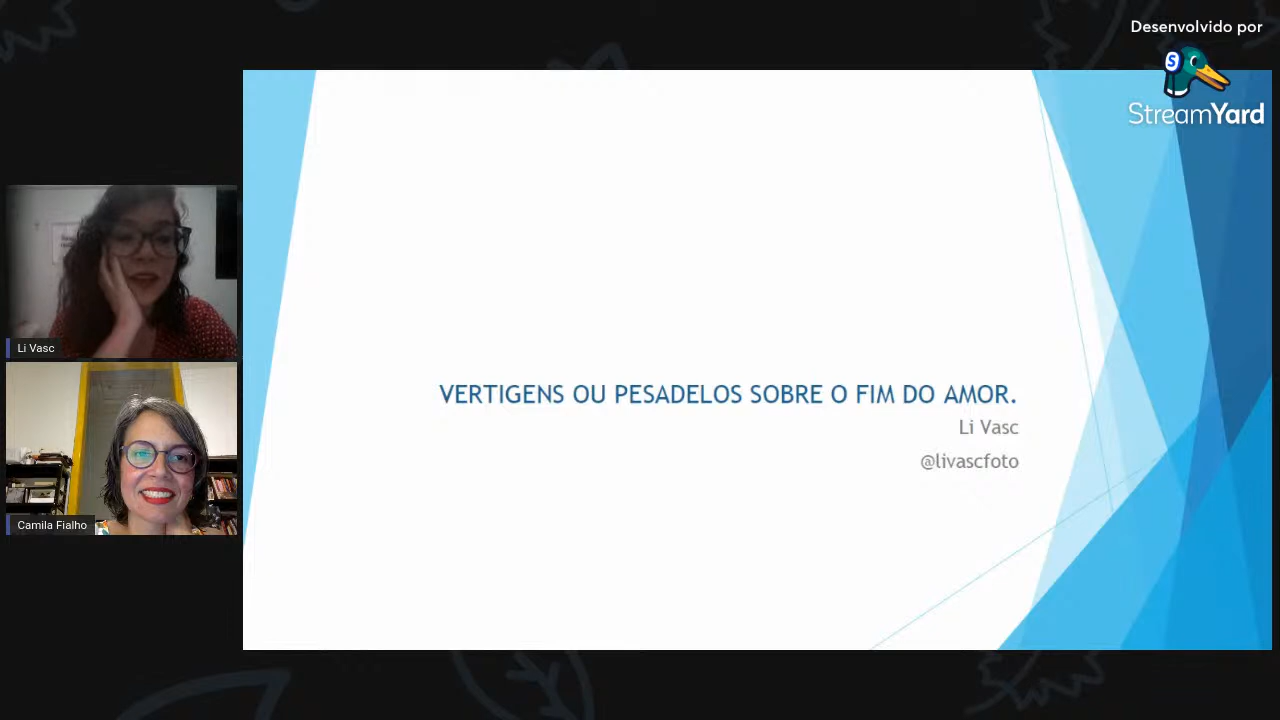 Desenvolvido por
StreamYard
VERTIGENS OU PESADELOS SOBRE O FIM DO AMOR.
Li Vasc
@livascfoto
Li Vasc
Camila Fialho